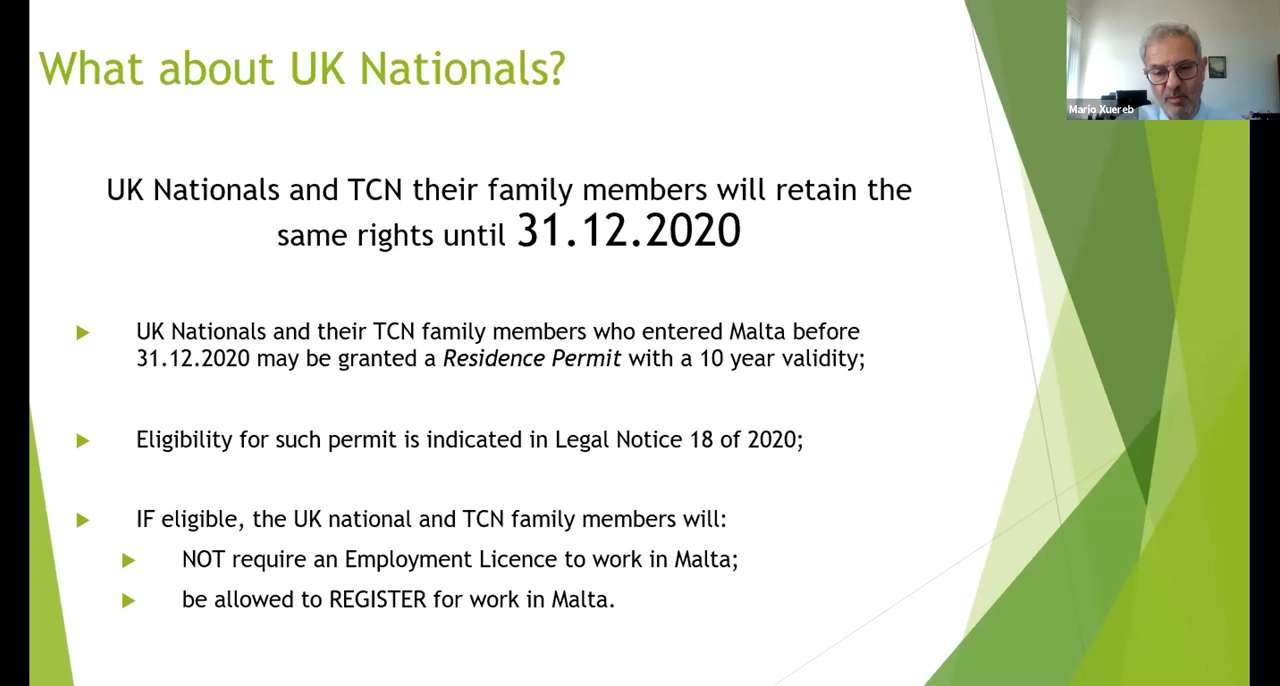 What about UK Nationals?
Mario Xuereb
UK Nationals and TCN their family members will retain the
same rights until 31.12.2020
UK Nationals and their TCN family members who entered Malta before
31.12.2020 may be granted a Residence Permit with a 10 year validity;
Eligibility for such permit is indicated in Legal Notice 18 of 2020;
IF eligible, the UK national and TCN family members will:
NOT require an Employment Licence to work in Malta;
be allowed to REGISTER for work in Malta.